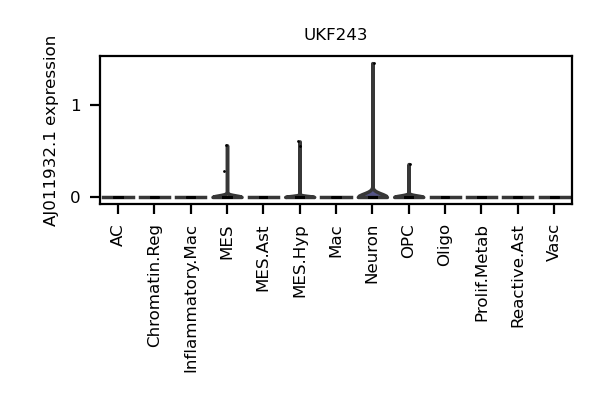 UKF243
AJ011932.1 expression
1
0
AC
Chromatin.Reg
Inflammatory.Mac
MES
MES.Ast
MES.Hyp
Mac
Neuron
OPC
Oligo
Prolif.Metab
Reactive.Ast
Vasc